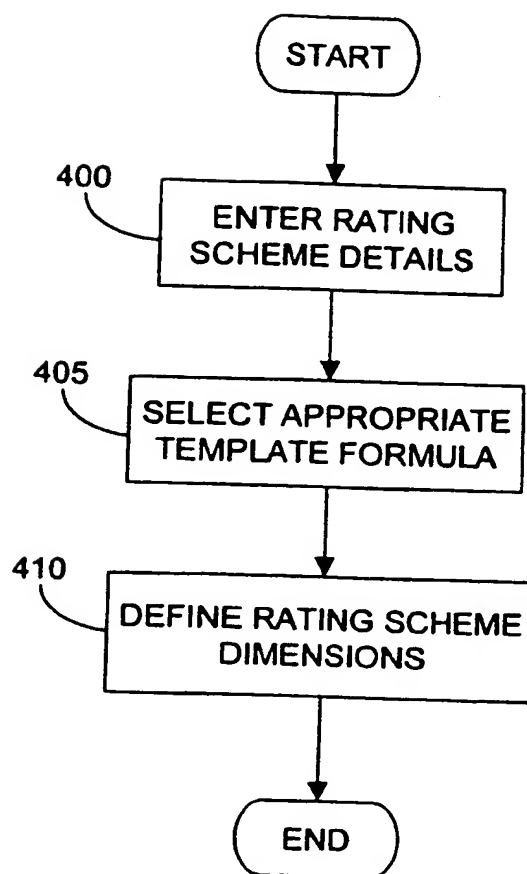 START
400
ENTER RATING
SCHEME DETAILS
405
SELECT APPROPRIATE
TEMPLATE FORMULA
410
DEFINE RATING SCHEME
DIMENSIONS
END